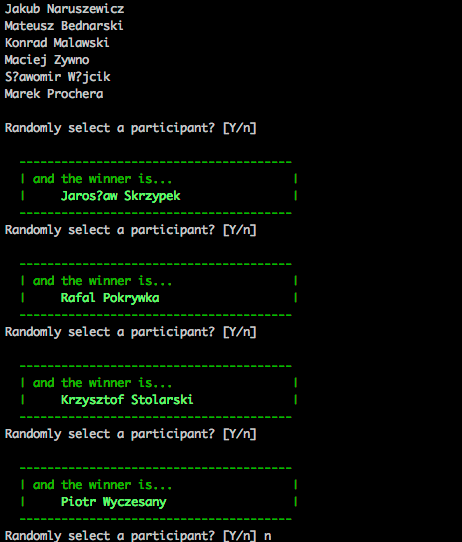 Jakub Naruszewicz
Mateusz Bednarski
Konrad Malawski
Maciej Zywno
S?awomir W?jcik
Marek Prochera
Randomly select a participant? [Y/n]
---------------------------------------
| and the winner is... |
| Jaros?aw Skrzypek |
---------------------------------------
Randomly select a participant? [Y/n]
---------------------------------------
| and the winner is... |
| Rafal Pokrywka |
---------------------------------------
Randomly select a participant? [Y/n]
---------------------------------------
| and the winner is... |
| Krzysztof Stolarski |
---------------------------------------
Randomly select a participant? [Y/n]
---------------------------------------
| and the winner is... |
| Piotr Wyczesany |
---------------------------------------
Randomly select a participant? [Y/n] n